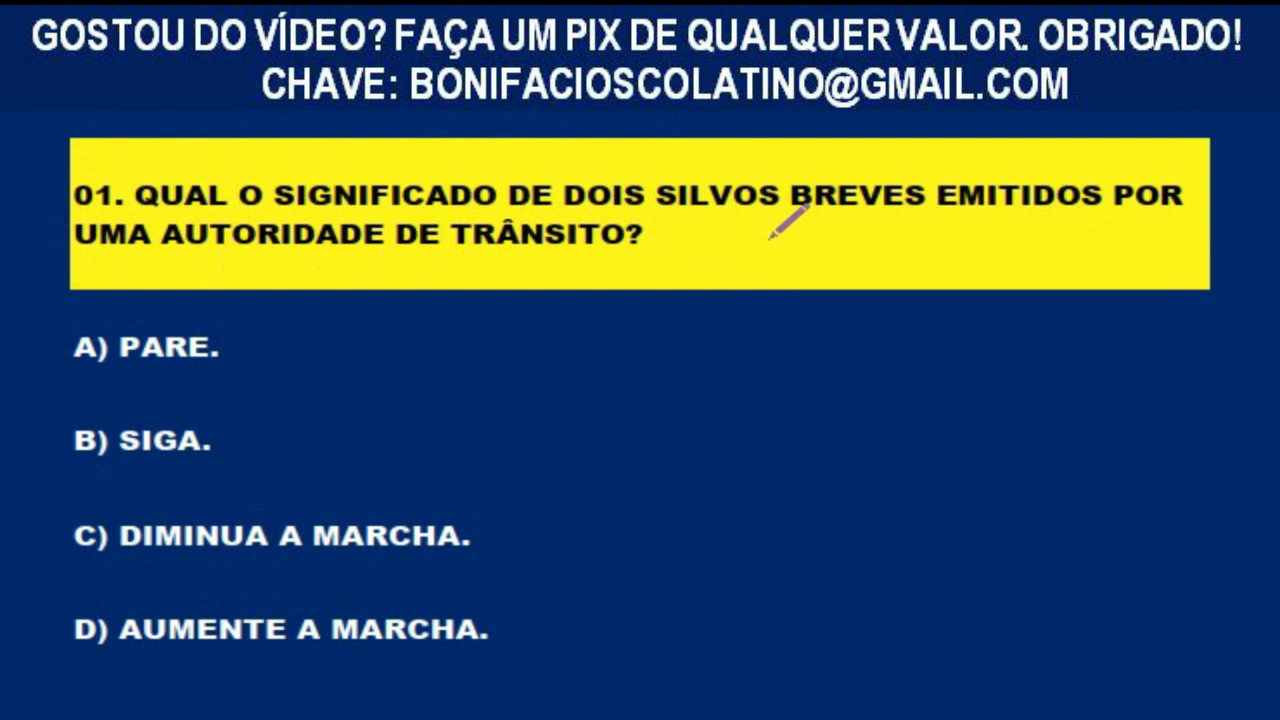 GOSTOU DO VÍDEO? FAÇA UM PIX DE QUALQUER VALOR. OBRIGADO!
CHAVE: BONIFACIOSCOLATINO@GMAIL.COM
01. QUAL O SIGNIFICADO DE DOIS SILVOS BREVES EMITIDOS POR
UMA AUTORIDADE DE TRÂNSITO?
A) PARE.
B) SIGA.
C) DIMINUA A MARCHA.
D) AUMENTE A MARCHA.